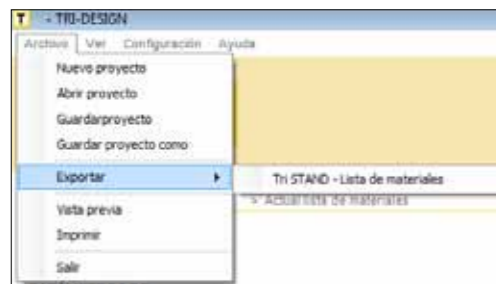 T - TRI-DESIGN
Archivo Ver Configuración Ayuda
Nuevo proyecto
Abrir proyecto
Guardarproyecto
Guardar proyecto como
Exportar
Tri STAND - Lista de materiales
> Actual lista de materiales
Vista previa
Imprimir
Salir